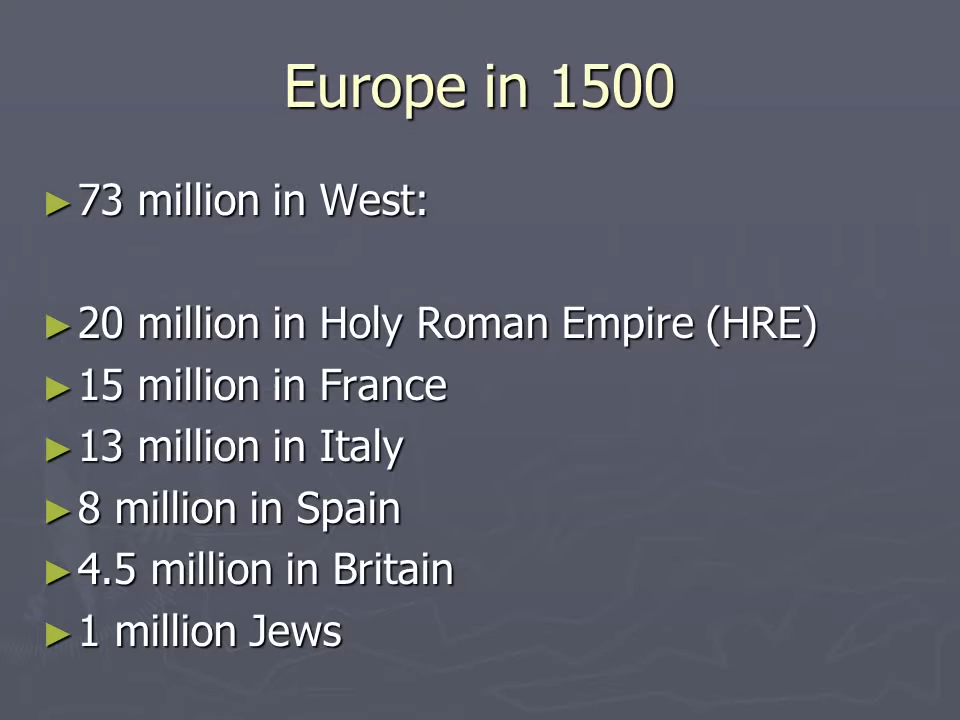 Europe in 1500
► 73 million in West:
► 20 million in Holy Roman Empire (HRE)
► 15 million in France
► 13 million in Italy
► 8 million in Spain
► 4.5 million in Britain
► 1 million Jews